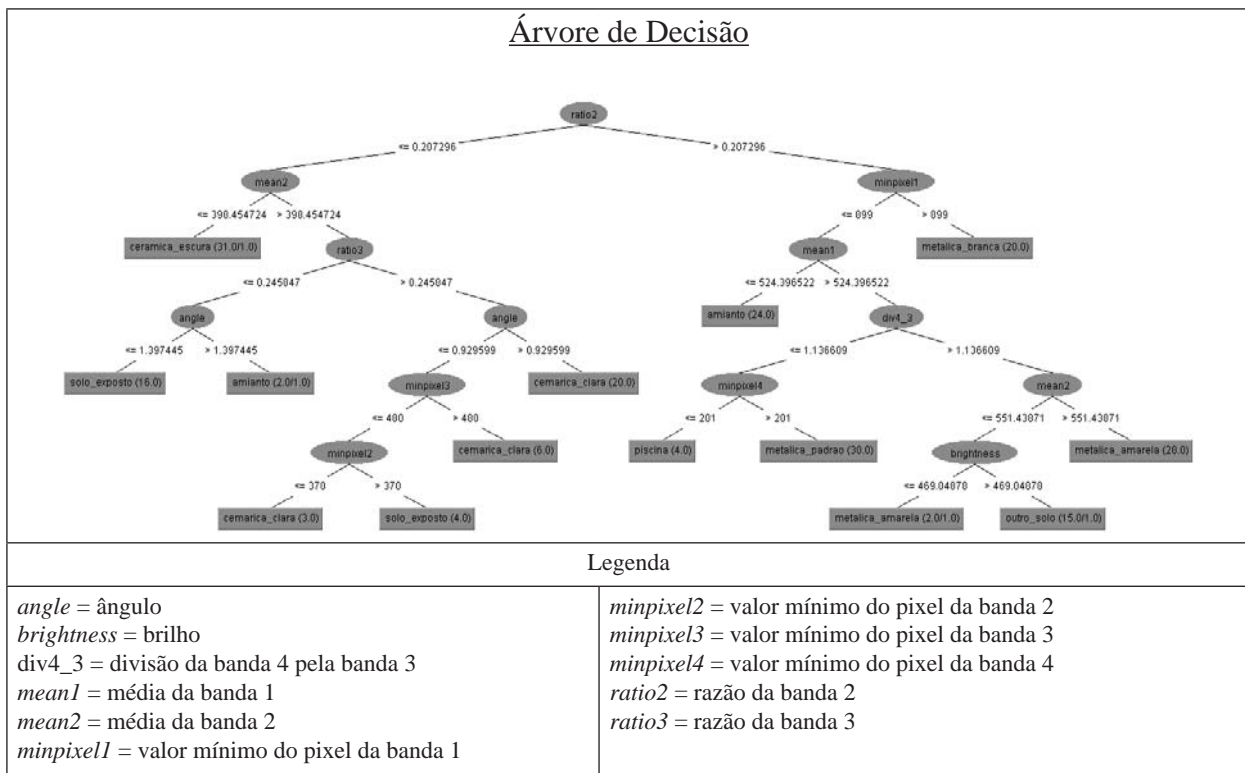 Árvore de Decisão
ratio2
<= 0.207296 > 0.207296
mean2 minpixel1
<= 398.454724 > 398.454724 <= 899 > 899
ceramica_escura (31.0/1.0) ratio3 mean1 metalica_branca (20.0)
<= 0.245847 > 0.245847 <= 524.396522 > 524.396522
angle angle amianto (24.0) div4_3
<= 1.397445 > 1.397445 <= 0.929599 > 0.929599 <= 1.136609 > 1.136609
solo_exposto (16.0) amianto (2.0/1.0) minpixel3 cemarica_clara (20.0) minpixel4 mean2
<= 480 > 480 <= 201 > 201 <= 551.43871 > 551.43871
minpixel2 cemarica_clara (6.0) piscina (4.0) metalica_padrao (30.0) brightness metalica_amarela (20.0)
<= 370 > 370 <= 469.04878 > 469.04878
cemarica_clara (3.0) solo_exposto (4.0) metalica_amarela (2.0/1.0) outro_solo (15.0/1.0)
Legenda
angle = ângulo
brightness = brilho
div4_3 = divisão da banda 4 pela banda 3
mean1 = média da banda 1
mean2 = média da banda 2
minpixel1 = valor mínimo do pixel da banda 1
minpixel2 = valor mínimo do pixel da banda 2
minpixel3 = valor mínimo do pixel da banda 3
minpixel4 = valor mínimo do pixel da banda 4
ratio2 = razão da banda 2
ratio3 = razão da banda 3